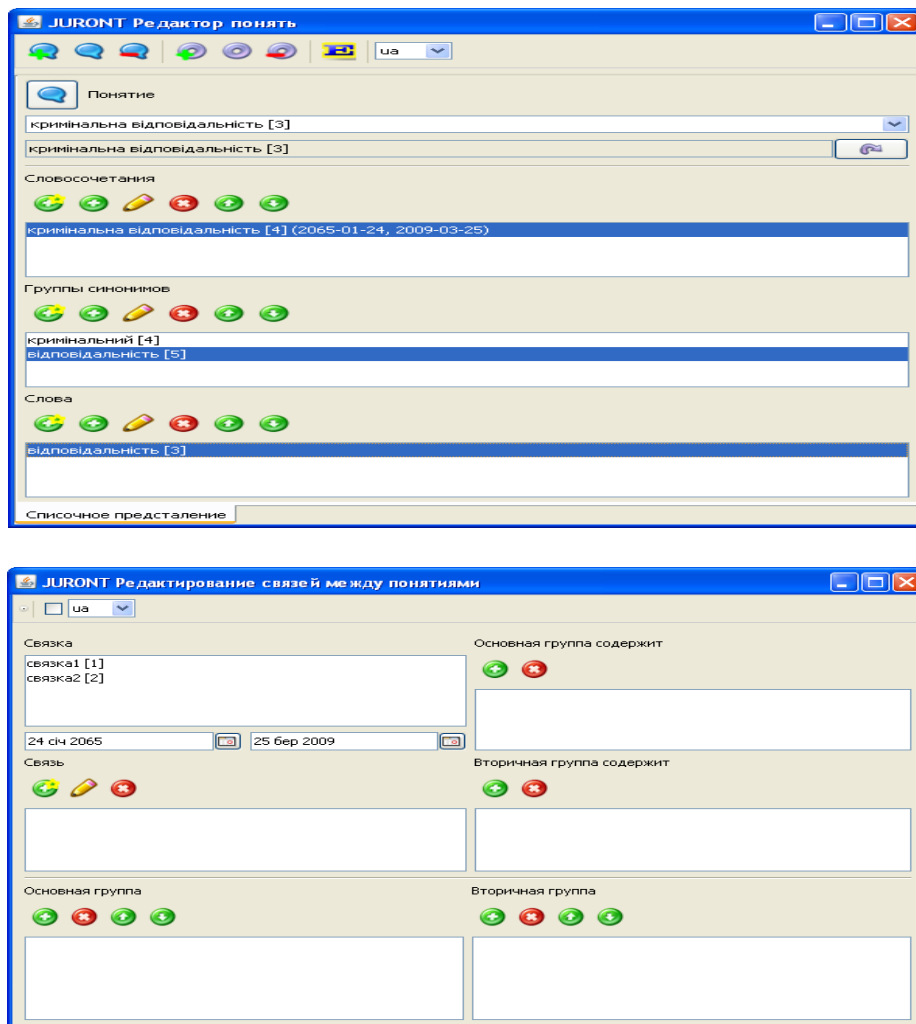 JURONT Редактор понять
ua
Понятие
кримінальна відповідальність [3]
кримінальна відповідальність [3]
Словосочетания
кримінальна відповідальність [4] (2065-01-24, 2009-03-25)
Группы синонимов
кримінальний [4]
відповідальність [5]
Слова
відповідальність [3]
Списочное предсталение
JURONT Редактирование связей между понятиями
ua
Связка
Основная группа содержит
связка1 [1]
связка2 [2]
24 січ 2065
25 бер 2009
Связь
Вторичная группа содержит
Основная группа
Вторичная группа